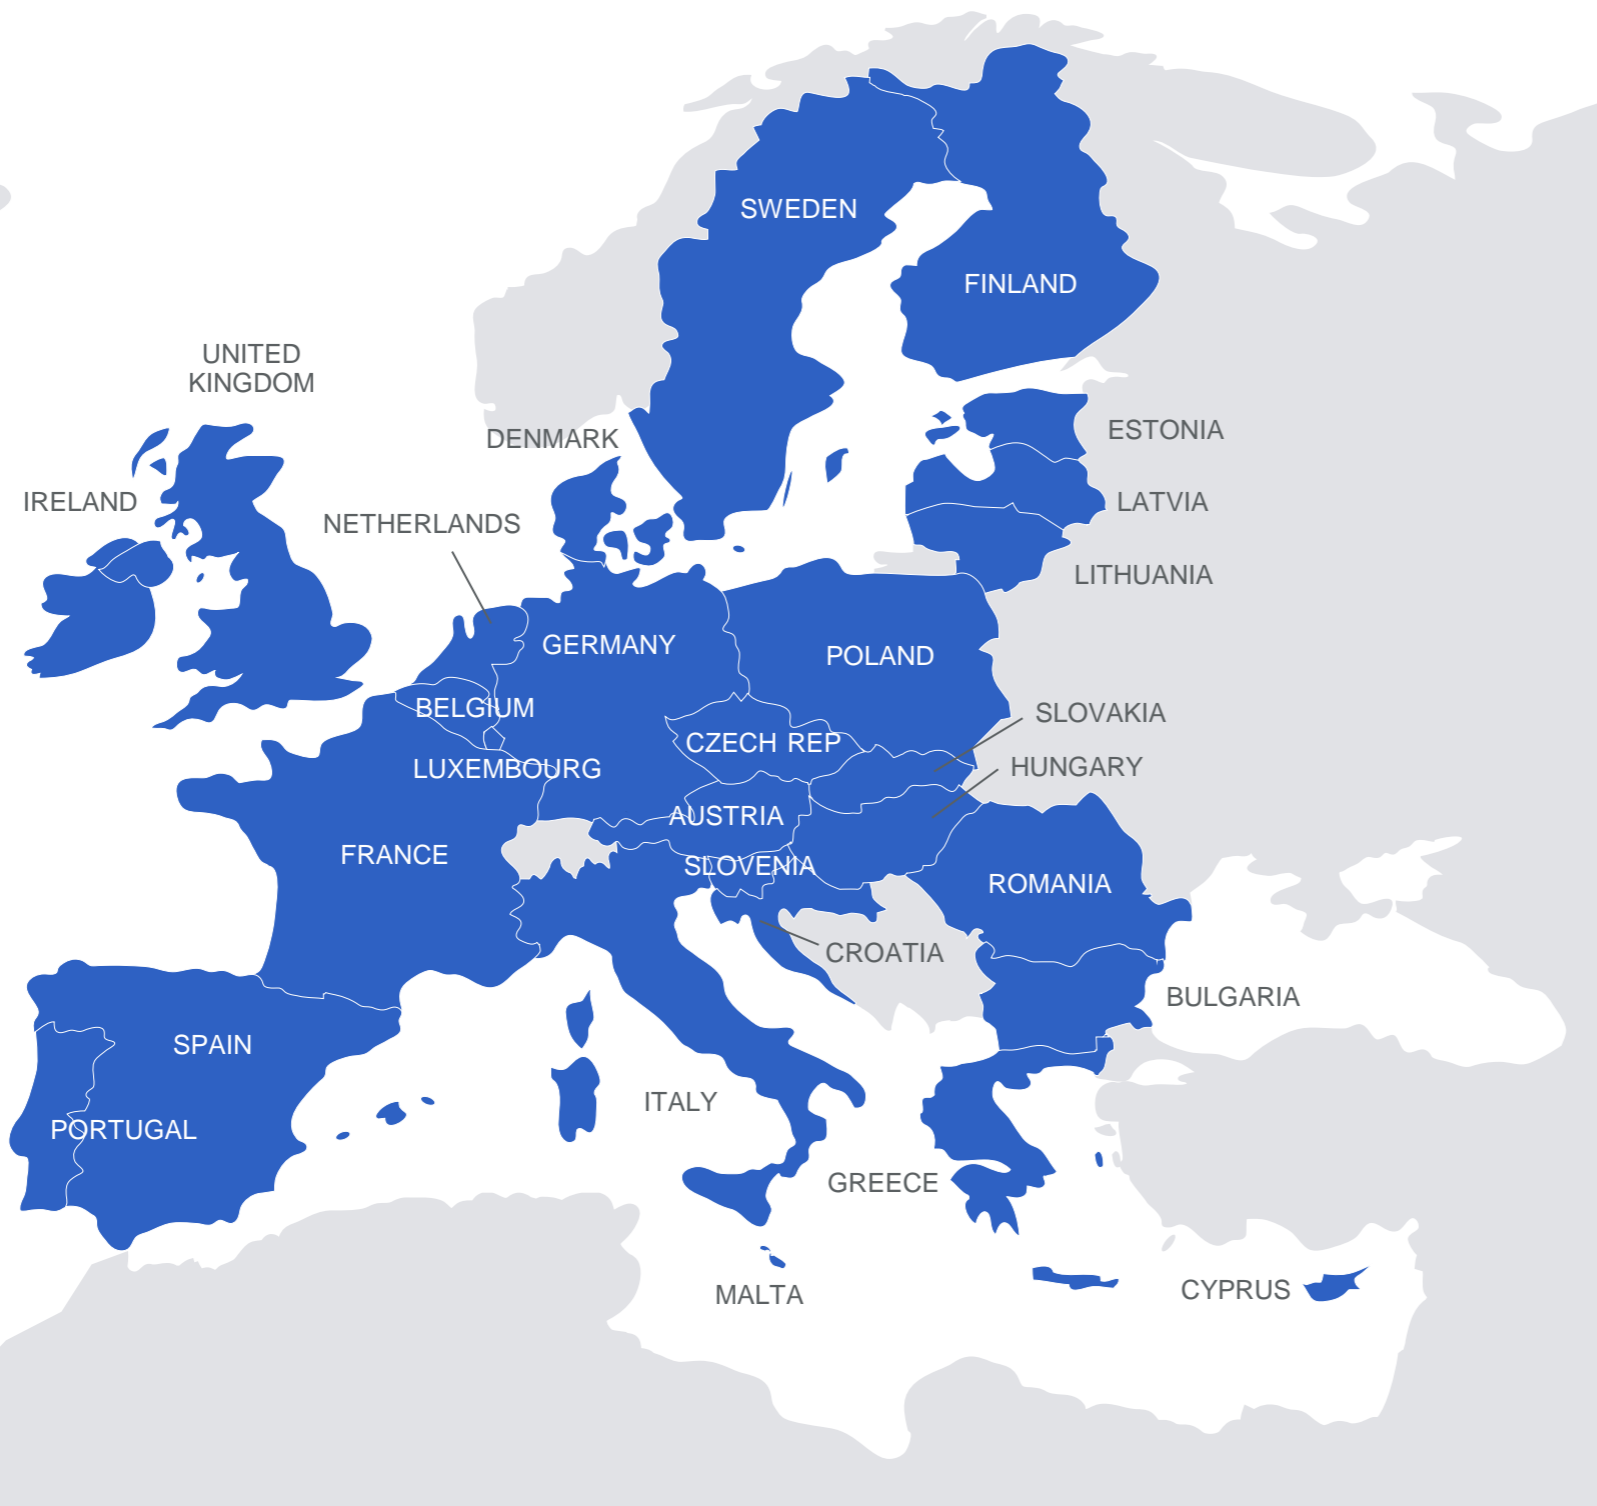 SWEDEN
FINLAND
UNITED
KINGDOM
DENMARK
ESTONIA
IRELAND
LATVIA
NETHERLANDS
LITHUANIA
GERMANY
POLAND
BELGIUM
SLOVAKIA
CZECH REP
HUNGARY
LUXEMBOURG
AUSTRIA
FRANCE
SLOVENIA
ROMANIA
CROATIA
BULGARIA
SPAIN
ITALY
PORTUGAL
GREECE
CYPRUS
MALTA